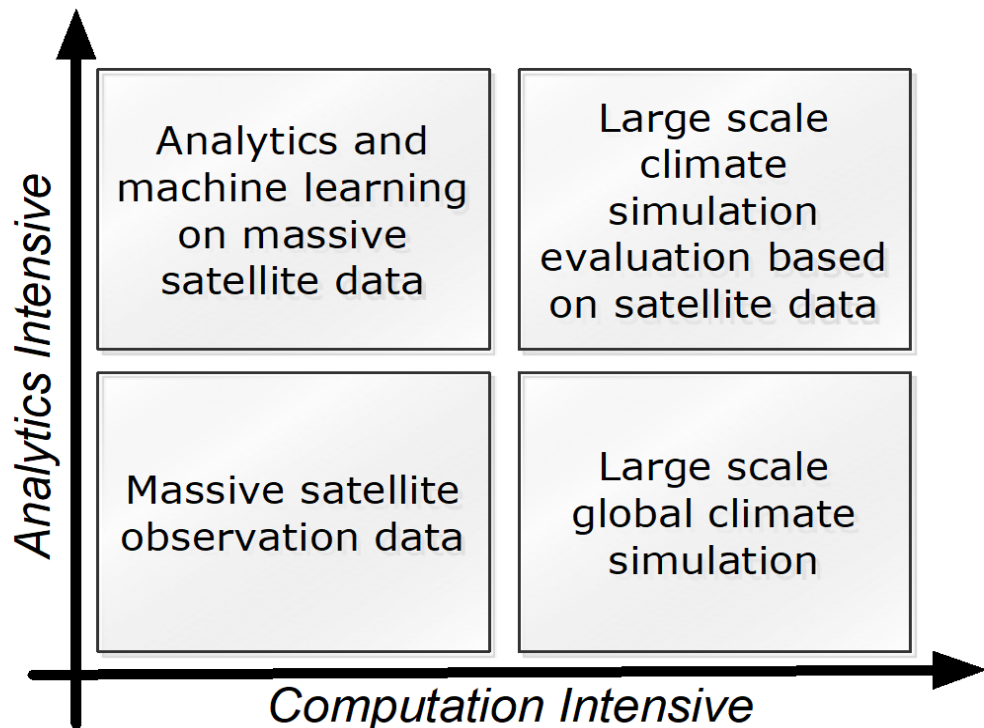 Analytics Intensive
Analytics and
machine learning
on massive
satellite data
Large scale
climate
simulation
evaluation based
on satellite data
Massive satellite
observation data
Large scale
global climate
simulation
Computation Intensive